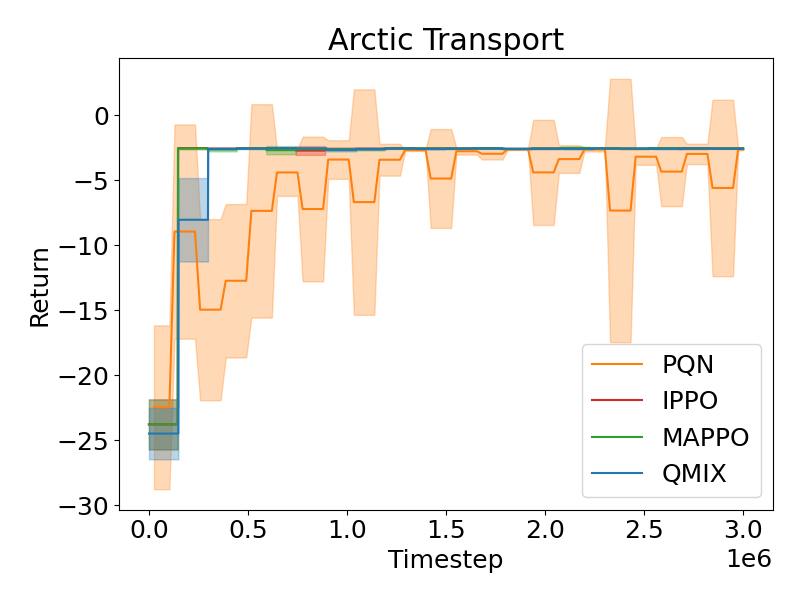 Arctic Transport
Return
0
−5
−10
−15
−20
−25
−30
PQN
IPPO
MAPPO
QMIX
0.0 0.5 1.0 1.5 2.0 2.5 3.0
Timestep
1e6